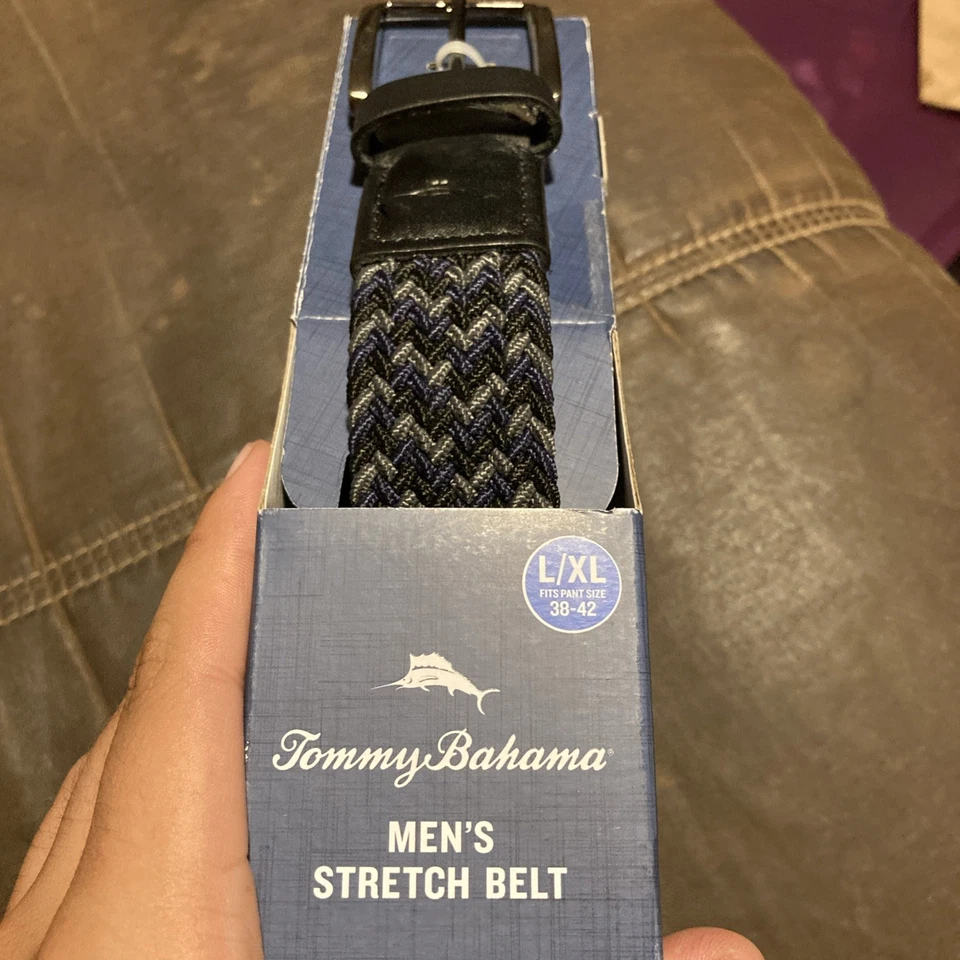 L/XL
FITS PANT SIZE
38-42
Tommy Bahama®
MEN'S
STRETCH BELT